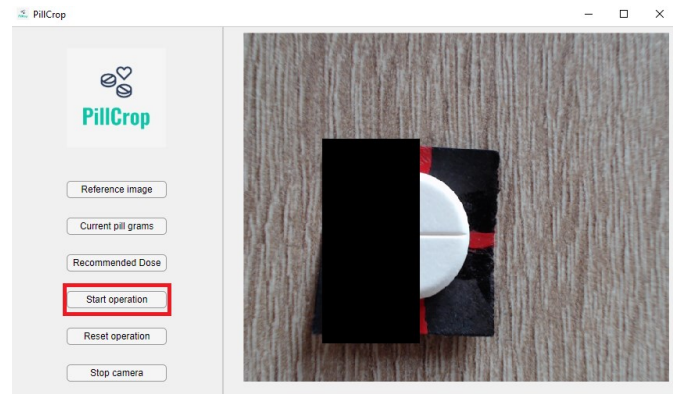 PillCrop
PillCrop
Reference image
Current pill grams
Recommended Dose
Start operation
Reset operation
Stop camera